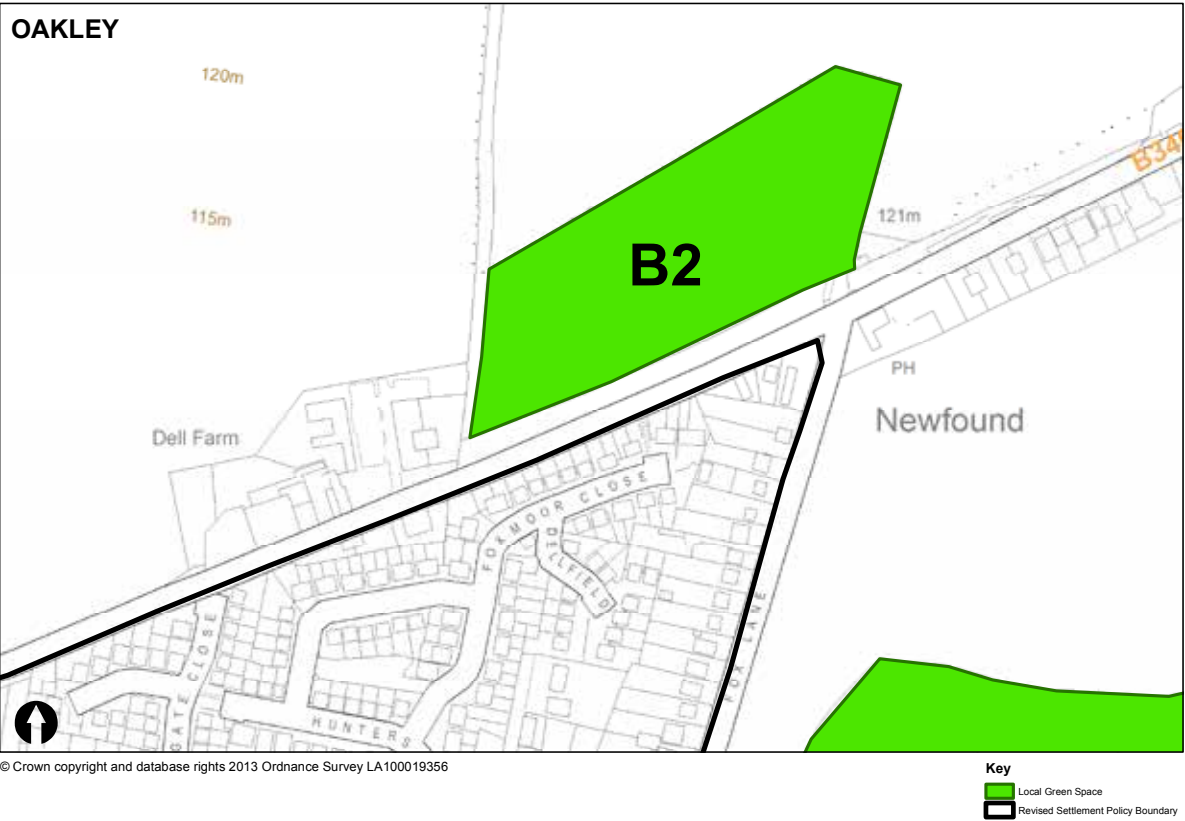 OAKLEY
120m
115m
B2
121m
PH
Newfound
Dell Farm
FOXMOOR CLOSE
DELLFIELD
FOX LANE
GATE CLOSE
HUNTERS
© Crown copyright and database rights 2013 Ordnance Survey LA100019356
Key
Local Green Space
Revised Settlement Policy Boundary